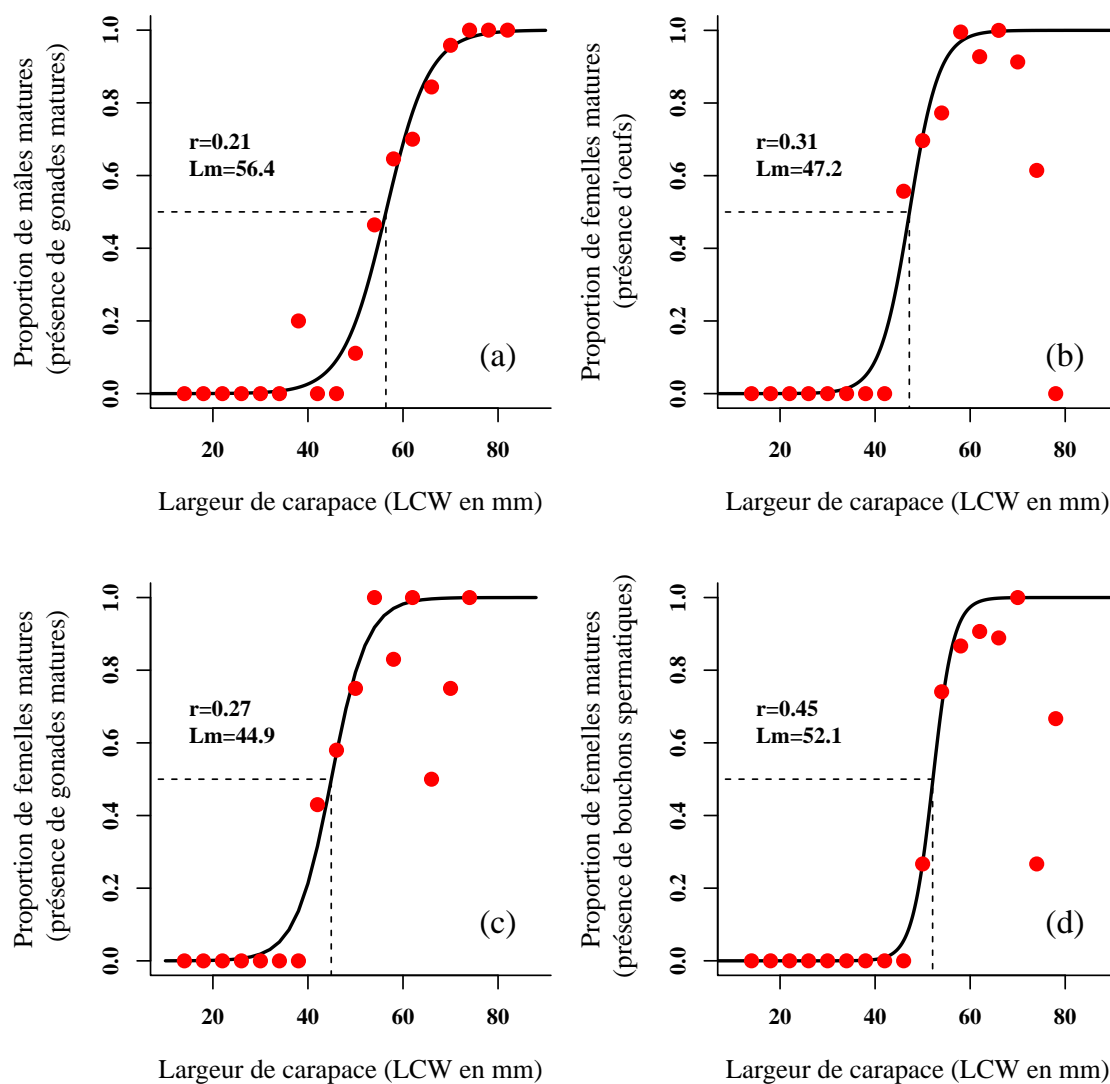 Proportion de mâles matures
(présence de gonades matures)
1.0
0.8
0.6
0.4
0.2
0.0
r=0.21
Lm=56.4
(a)
20 40 60 80
Largeur de carapace (LCW en mm)
Proportion de femelles matures
(présence d'oeufs)
1.0
0.8
0.6
0.4
0.2
0.0
r=0.31
Lm=47.2
(b)
20 40 60 80
Largeur de carapace (LCW en mm)
Proportion de femelles matures
(présence de gonades matures)
1.0
0.8
0.6
0.4
0.2
0.0
r=0.27
Lm=44.9
(c)
20 40 60 80
Largeur de carapace (LCW en mm)
Proportion de femelles matures
(présence de bouchons spermatiques)
1.0
0.8
0.6
0.4
0.2
0.0
r=0.45
Lm=52.1
(d)
20 40 60 80
Largeur de carapace (LCW en mm)